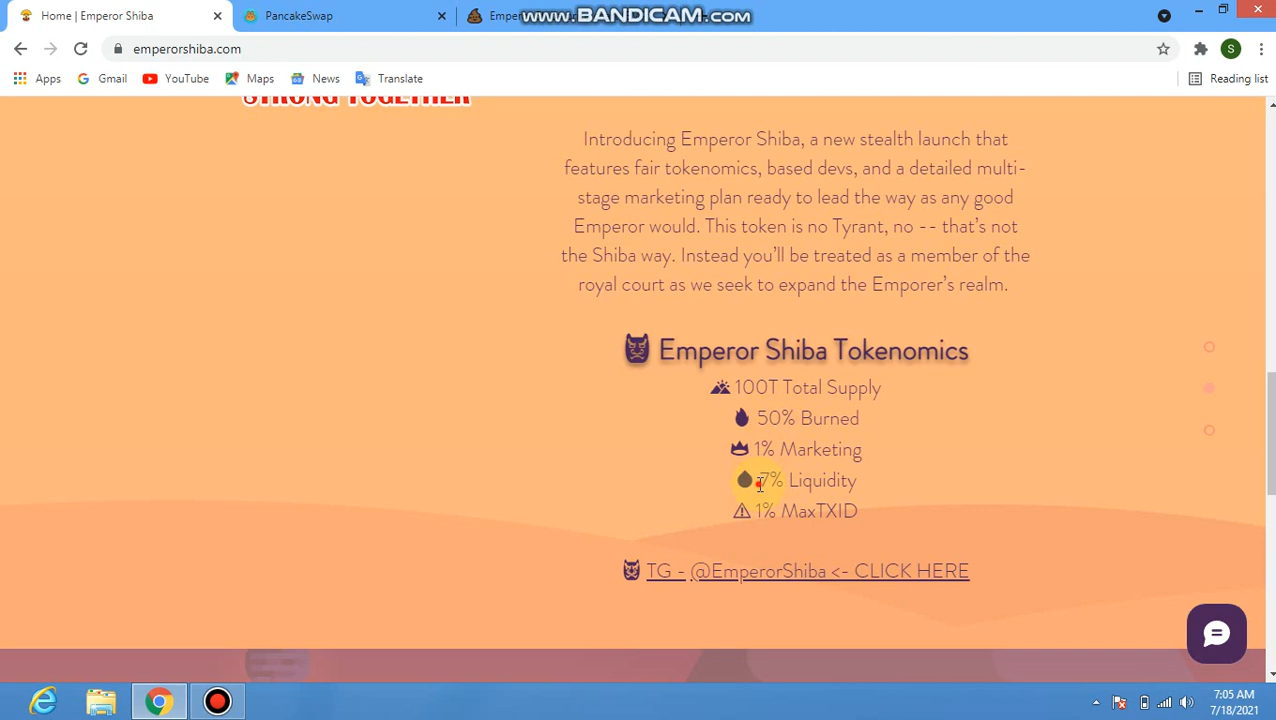 Home | Emperor Shiba
PancakeSwap
Empe
www.BANDICAM.com
emperorshiba.com
S
Apps
Gmail
YouTube
Maps
News
Translate
Reading list
STRONG TOGETHER
Introducing Emperor Shiba, a new stealth launch that
features fair tokenomics, based devs, and a detailed multi-
stage marketing plan ready to lead the way as any good
Emperor would. This token is no Tyrant, no -- that's not
the Shiba way. Instead you'll be treated as a member of the
royal court as we seek to expand the Emporer's realm.
Emperor Shiba Tokenomics
100T Total Supply
50% Burned
1% Marketing
7% Liquidity
1% MaxTXID
TG - @EmperorShiba <- CLICK HERE
7:05 AM
7/18/2021